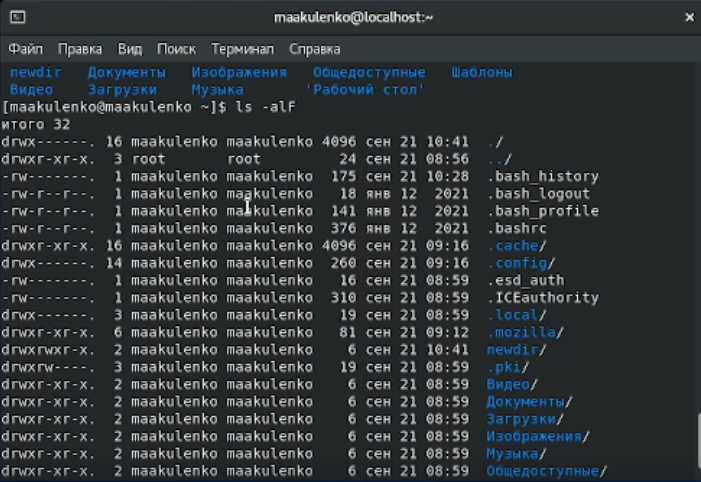 maakulenko@localhost:~
Файл Правка Вид Поиск Терминал Справка
newdir Документы Изображения Общедоступные Шаблоны
Видео Загрузки Музыка 'Рабочий стол'
[maakulenko@maakulenko ~]$ ls -alF
итого 32
drwx------. 16 maakulenko maakulenko 4096 сен 21 10:41 ./
drwxr-xr-x. 3 root root 24 сен 21 08:56 ../
-rw-------. 1 maakulenko maakulenko 175 сен 21 10:28 .bash_history
-rw-r--r--. 1 maakulenko maakulenko 18 янв 12 2021 .bash_logout
-rw-r--r--. 1 maakulenko maakulenko 141 янв 12 2021 .bash_profile
-rw-r--r--. 1 maakulenko maakulenko 376 янв 12 2021 .bashrc
drwxr-xr-x. 16 maakulenko maakulenko 4096 сен 21 09:16 .cache/
drwx------. 14 maakulenko maakulenko 260 сен 21 09:16 .config/
-rw-------. 1 maakulenko maakulenko 16 сен 21 08:59 .esd_auth
-rw-------. 1 maakulenko maakulenko 310 сен 21 08:59 .ICEauthority
drwx------. 3 maakulenko maakulenko 19 сен 21 08:59 .local/
drwxr-xr-x. 6 maakulenko maakulenko 81 сен 21 09:12 .mozilla/
drwxrwxr-x. 2 maakulenko maakulenko 6 сен 21 10:41 newdir/
drwxrw----. 3 maakulenko maakulenko 19 сен 21 08:59 .pki/
drwxr-xr-x. 2 maakulenko maakulenko 6 сен 21 08:59 Видео/
drwxr-xr-x. 2 maakulenko maakulenko 6 сен 21 08:59 Документы/
drwxr-xr-x. 2 maakulenko maakulenko 6 сен 21 08:59 Загрузки/
drwxr-xr-x. 2 maakulenko maakulenko 6 сен 21 08:59 Изображения/
drwxr-xr-x. 2 maakulenko maakulenko 6 сен 21 08:59 Музыка/
drwxr-xr-x. 2 maakulenko maakulenko 6 сен 21 08:59 Общедоступные/